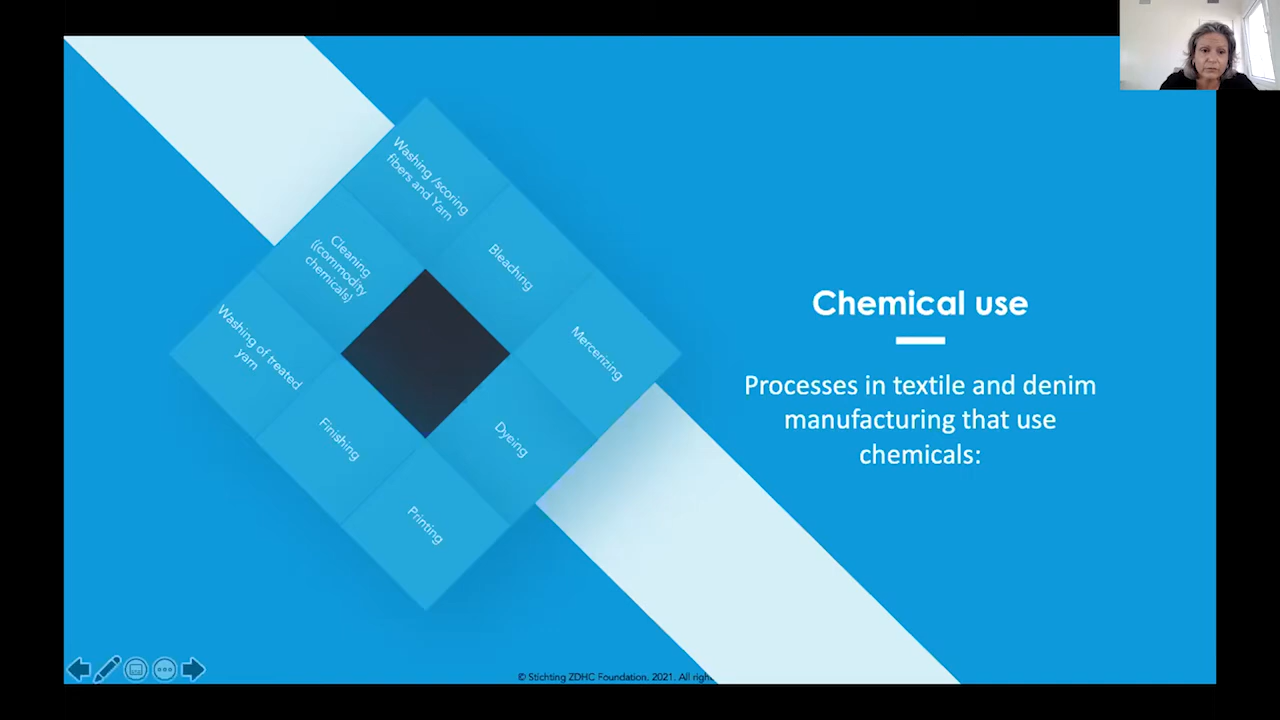 Washing /scoring
fibers and Yarn
Cleaning
((commodity
chemicals)
Bleaching
Washing of treated
yarn
Mercerizing
Finishing
Dyeing
Printing
Chemical use
Processes in textile and denim
manufacturing that use
chemicals:
© Stichting ZDHC Foundation. 2021. All righ